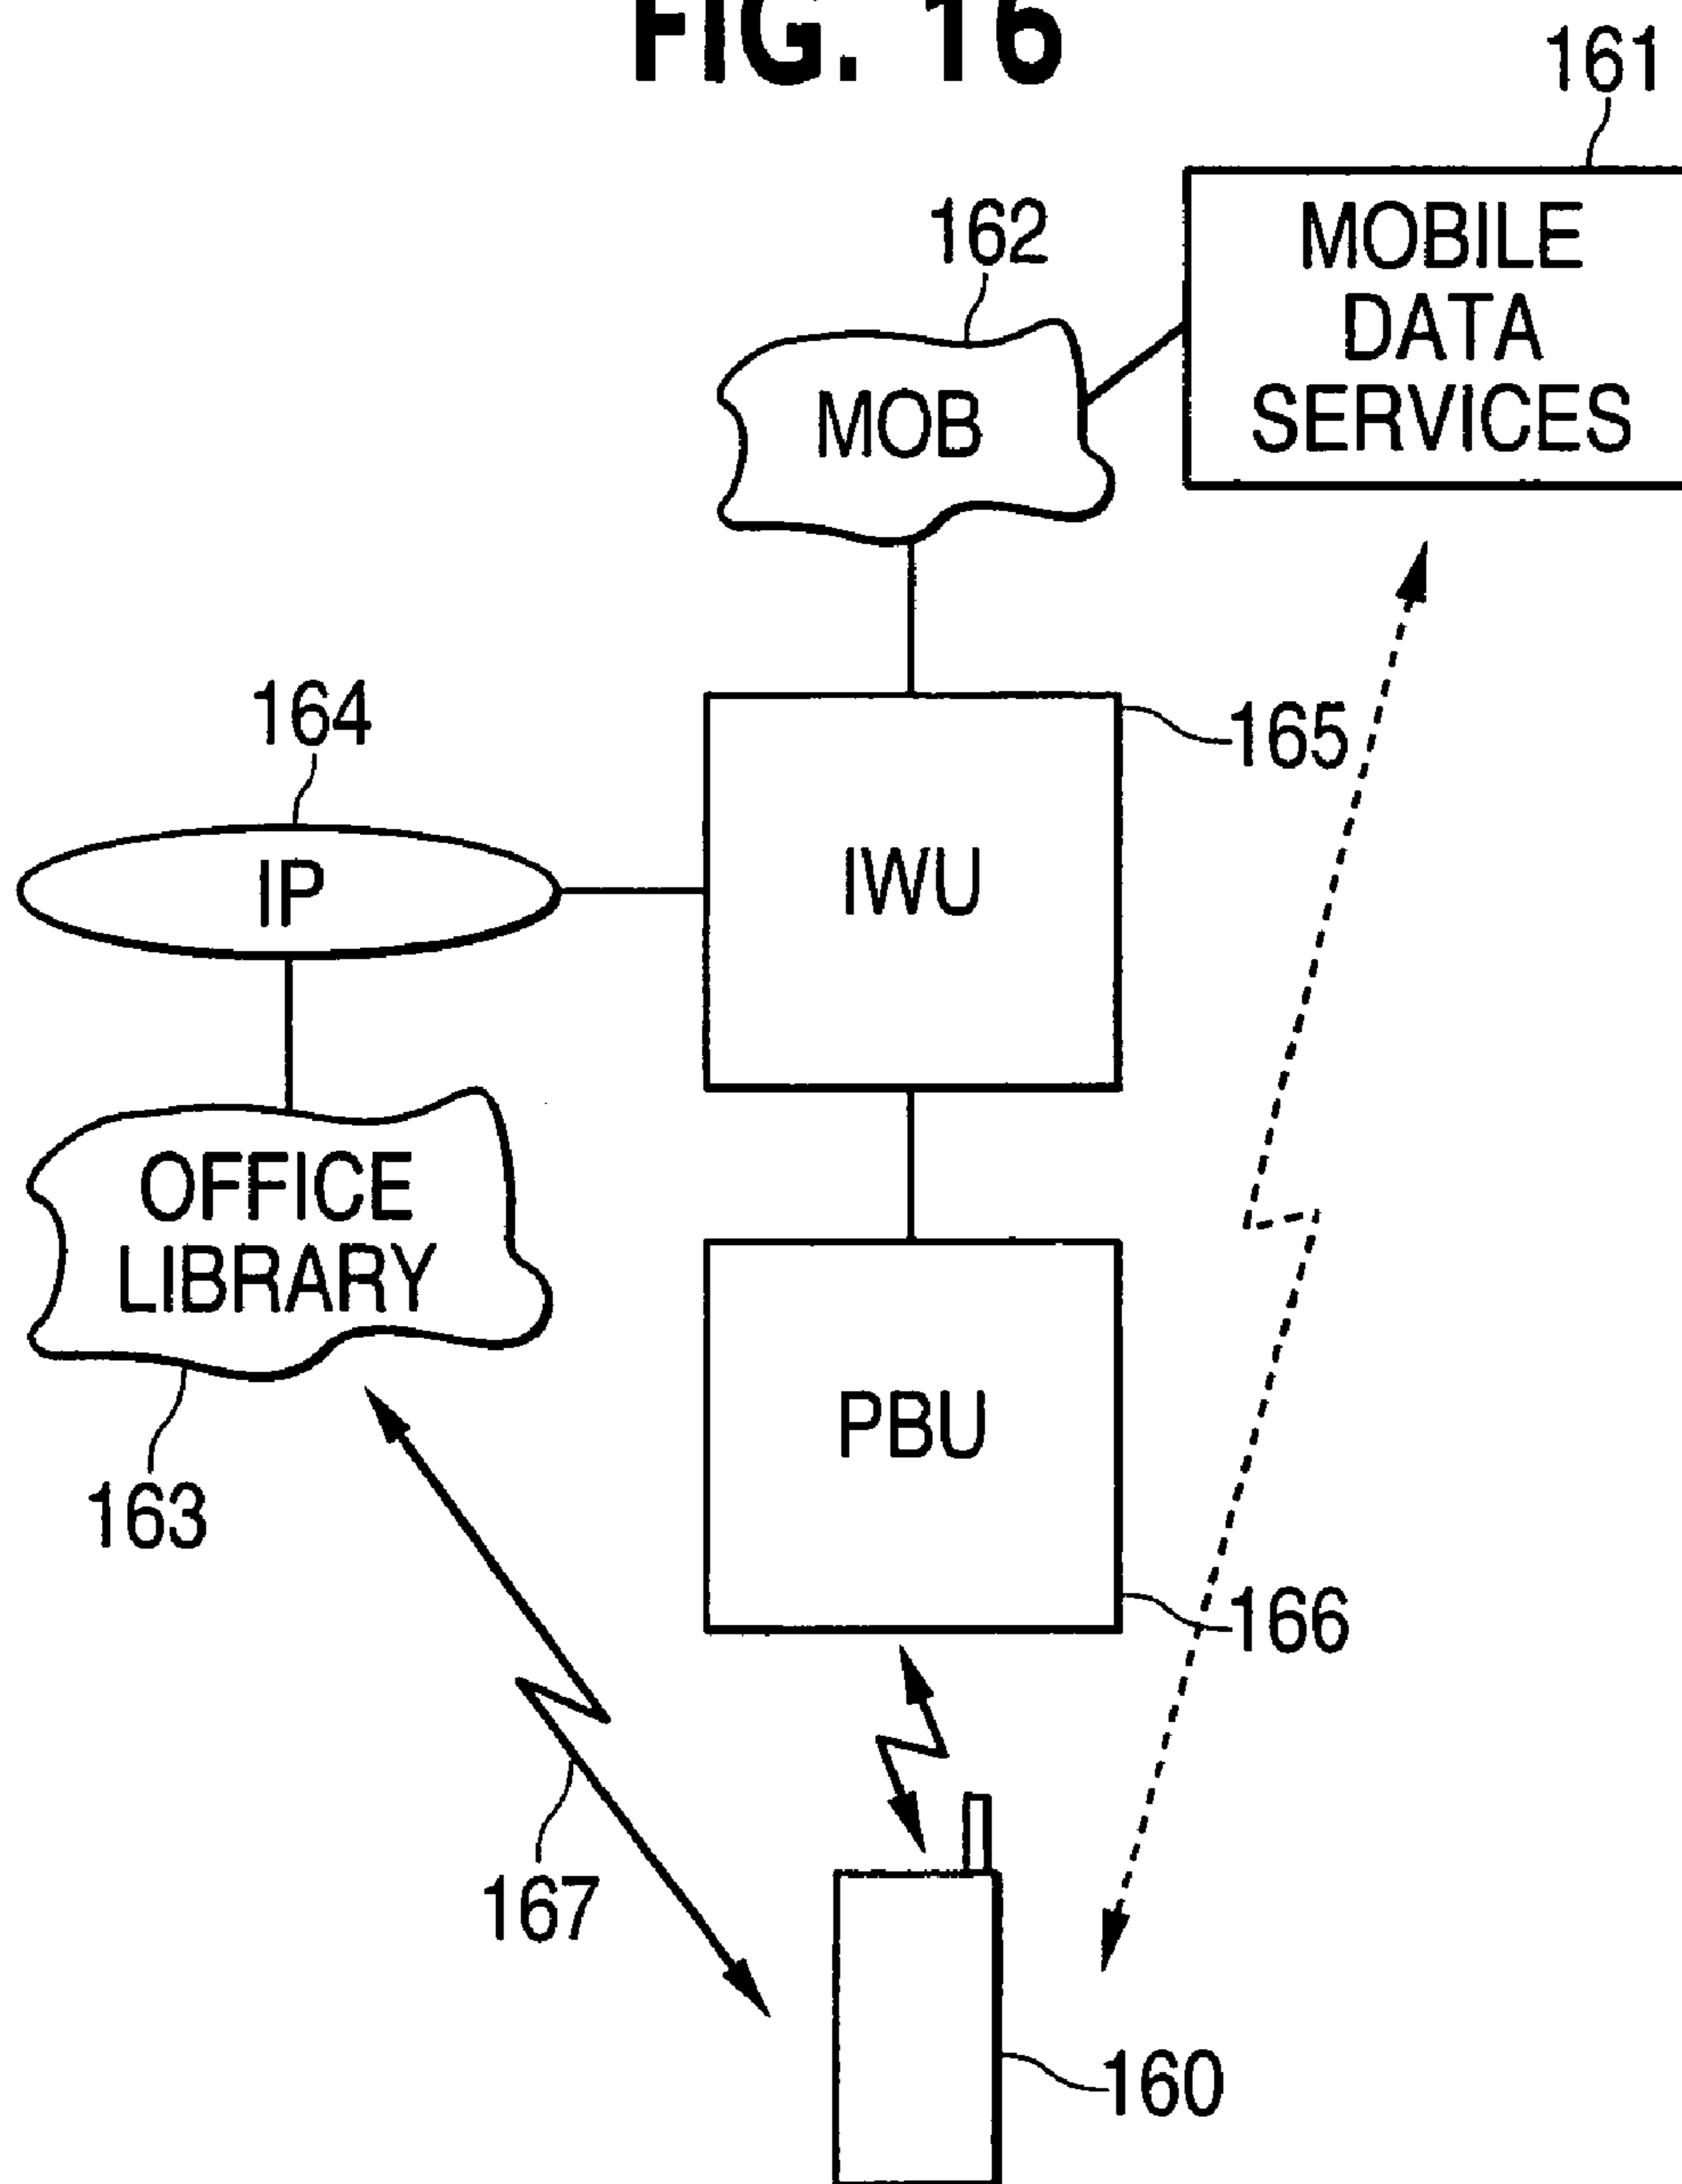 FIG. 16
161
MOBILE
DATA
SERVICES
162
MOB
164
IP
165
IWU
OFFICE
LIBRARY
163
PBU
166
167
160